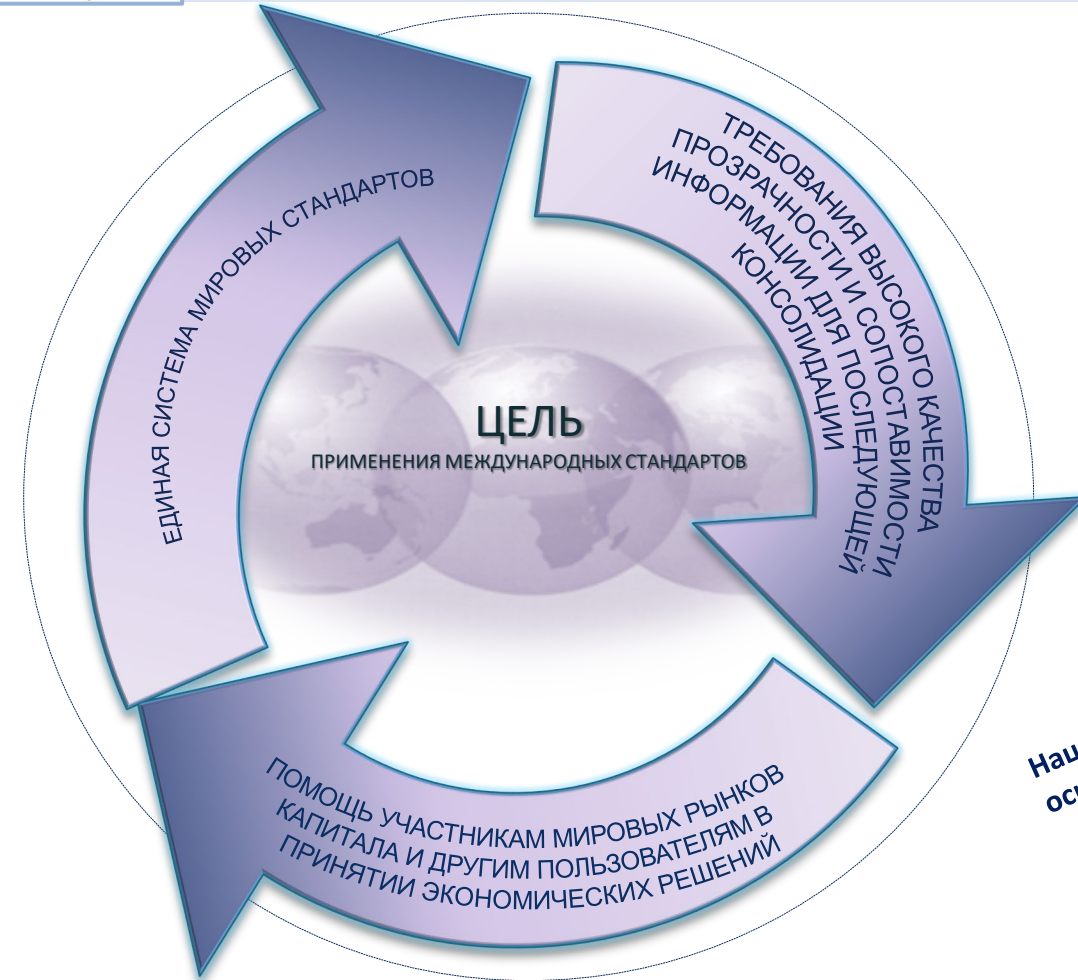 ЕДИНАЯ СИСТЕМА МИРОВЫХ СТАНДАРТОВ
ТРЕБОВАНИЯ ВЫСОКОГО КАЧЕСТВА
ПРОЗРАЧНОСТИ И СОПОСТАВИМОСТИ
ИНФОРМАЦИИ ДЛЯ ПОСЛЕДУЮЩЕЙ
КОНСОЛИДАЦИИ
ЦЕЛЬ
ПРИМЕНЕНИЯ МЕЖДУНАРОДНЫХ СТАНДАРТОВ
ПОМОЩЬ УЧАСТНИКАМ МИРОВЫХ РЫНКОВ
КАПИТАЛА И ДРУГИМ ПОЛЬЗОВАТЕЛЯМ В
ПРИНЯТИИ ЭКОНОМИЧЕСКИХ РЕШЕНИЙ